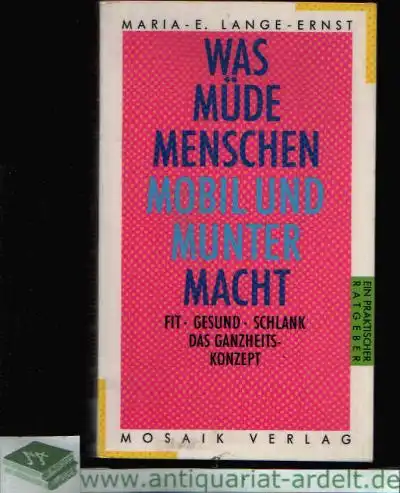 MARIA-E. LANGE-ERNST
WAS
MÜDE
MENSCHEN
MOBIL UND
MUNTER
MACHT
FIT · GESUND · SCHLANK
DAS GANZHEITS-
KONZEPT
EIN PRAKTISCHER
RATGEBER
MOSAIK VERLAG
www.antiquariat-ardelt.de